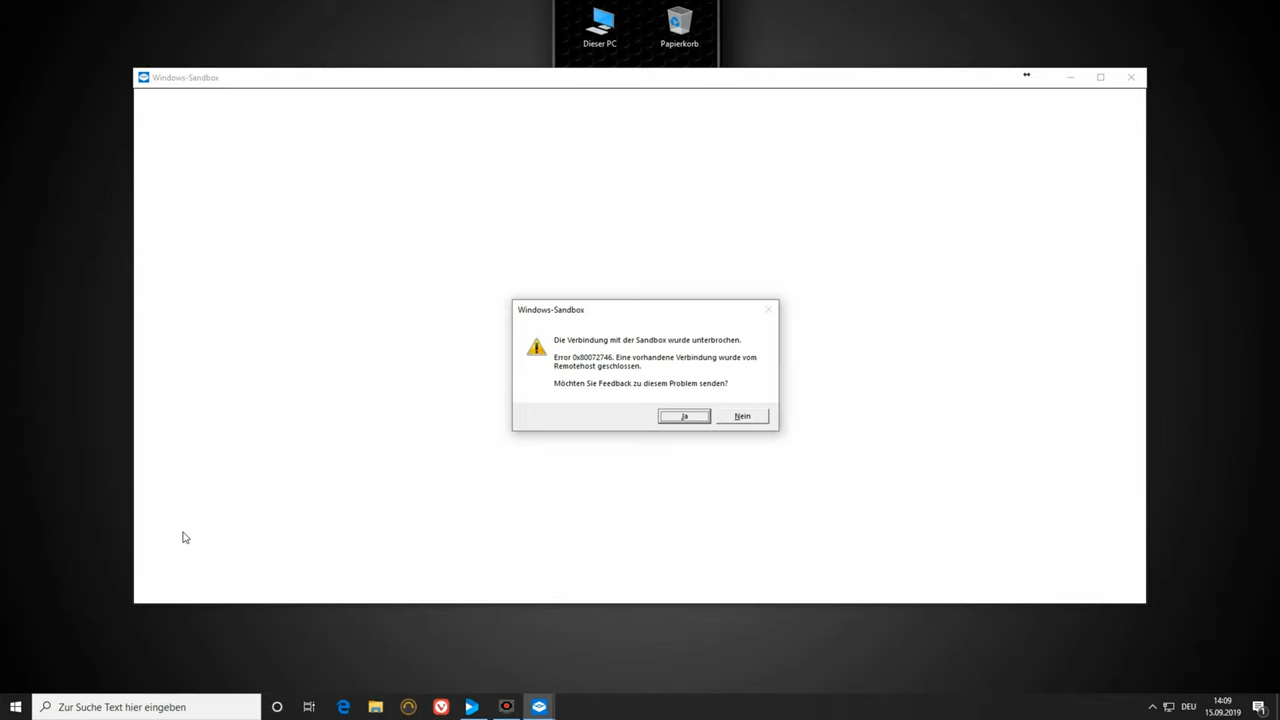 Dieser PC
Papierkorb
Windows-Sandbox
Windows-Sandbox
Die Verbindung mit der Sandbox wurde unterbrochen.
Error 0x80072746. Eine vorhandene Verbindung wurde vom
Remotehost geschlossen.
Möchten Sie Feedback zu diesem Problem senden?
Ja
Nein
Zur Suche Text hier eingeben
DEU
14:09
15.09.2019
1